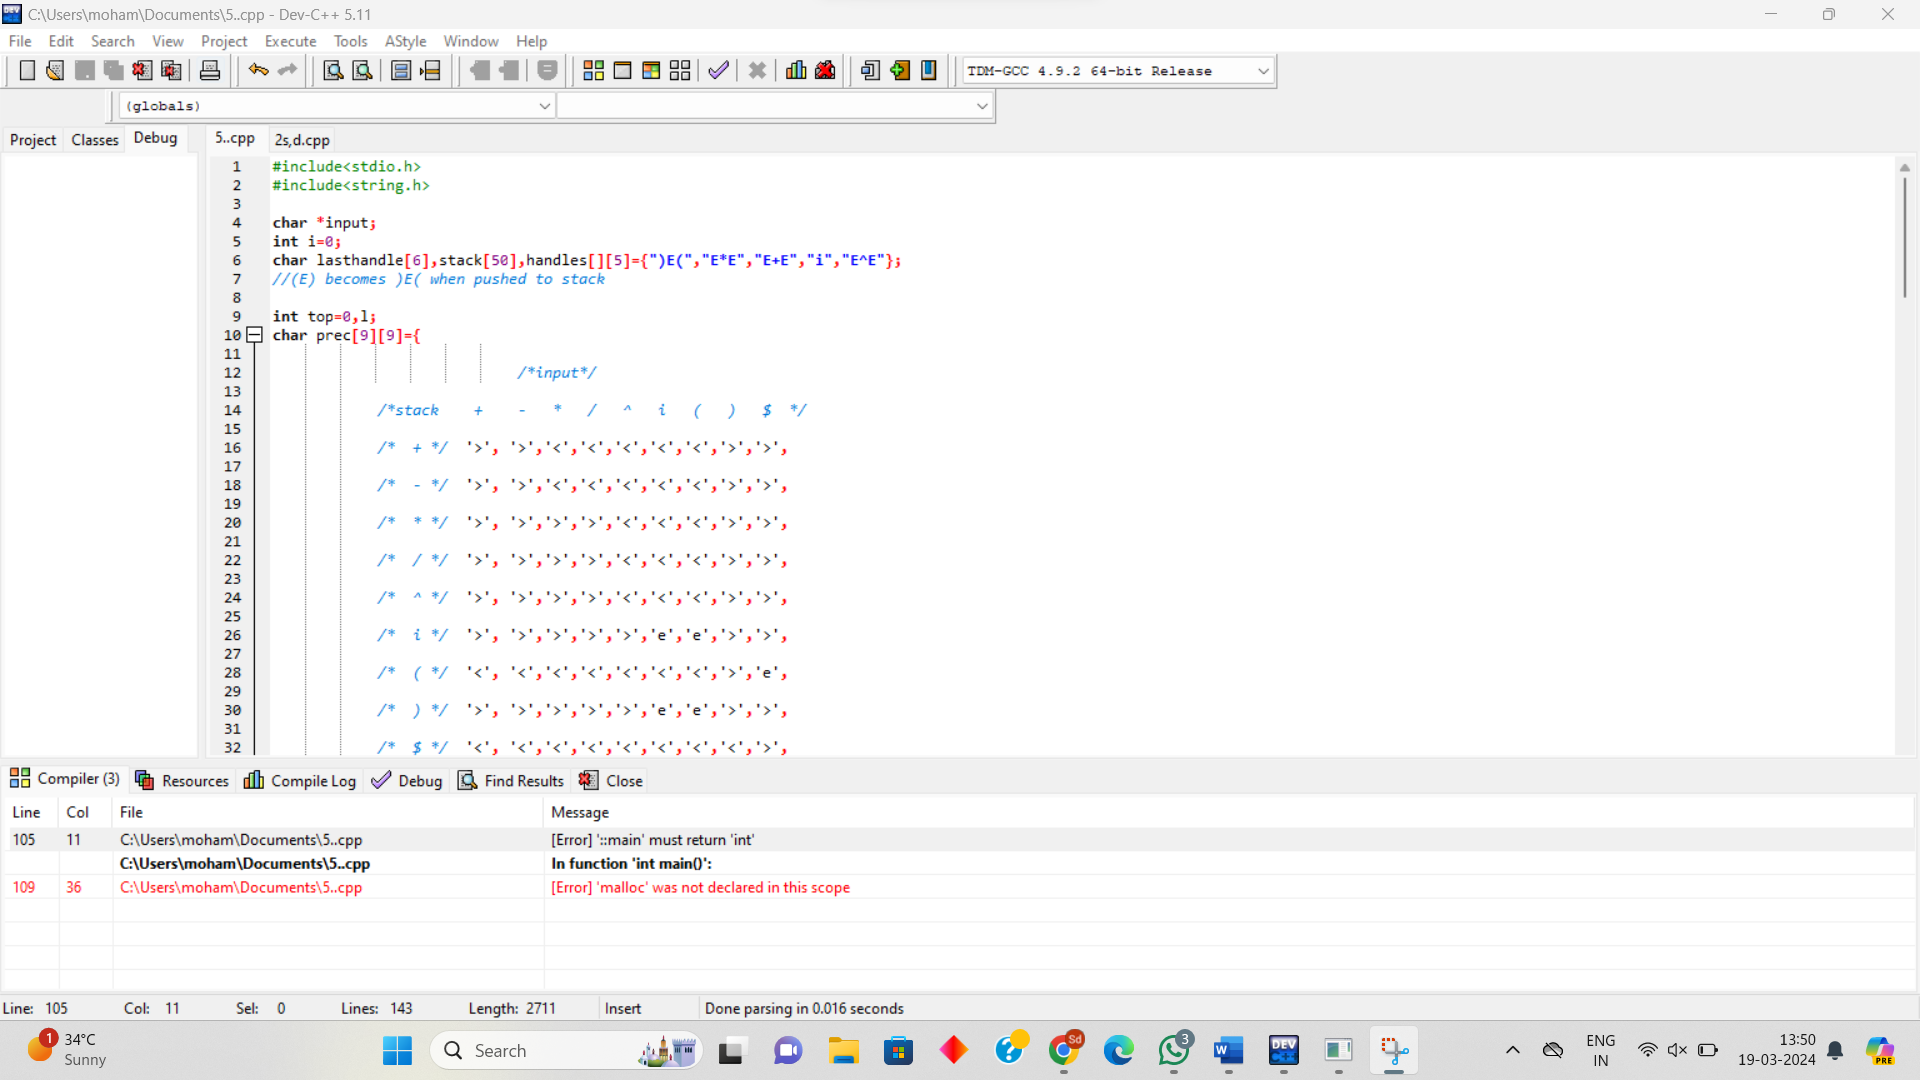 C:\Users\moham\Documents\5..cpp - Dev-C++ 5.11
File Edit Search View Project Execute Tools AStyle Window Help
TDM-GCC 4.9.2 64-bit Release
(globals)
Project Classes Debug 5..cpp 2s,d.cpp
1 #include<stdio.h>
2 #include<string.h>
3
4 char *input;
5 int i=0;
6 char lasthandle[6],stack[50],handles[][5]={")E(","E*E","E+E","i","E^E"};
7 //(E) becomes )E( when pushed to stack
8
9 int top=0,l;
10 char prec[9][9]={
11
12 /*input*/
13
14 /*stack + - * / ^ i ( ) $ */
15
16 /* + */ '>', '>','<','<','<','<','<','>','>',
17
18 /* - */ '>', '>','<','<','<','<','<','>','>',
19
20 /* * */ '>', '>','>','>','<','<','<','>','>',
21
22 /* / */ '>', '>','>','>','<','<','<','>','>',
23
24 /* ^ */ '>', '>','>','>','<','<','<','>','>',
25
26 /* i */ '>', '>','>','>','>','e','e','>','>',
27
28 /* ( */ '<', '<','<','<','<','<','<','>','e',
29
30 /* ) */ '>', '>','>','>','>','e','e','>','>',
31
32 /* $ */ '<', '<','<','<','<','<','<','<','>',
Compiler (3) Resources Compile Log Debug Find Results Close
Line Col File Message
105 11 C:\Users\moham\Documents\5..cpp [Error] '::main' must return 'int'
C:\Users\moham\Documents\5..cpp In function 'int main()':
109 36 C:\Users\moham\Documents\5..cpp [Error] 'malloc' was not declared in this scope
Line: 105 Col: 11 Sel: 0 Lines: 143 Length: 2711 Insert Done parsing in 0.016 seconds
1 34°C
Sunny
Search
Sd
3
W
DEV
ENG
IN
13:50
19-03-2024
PRE